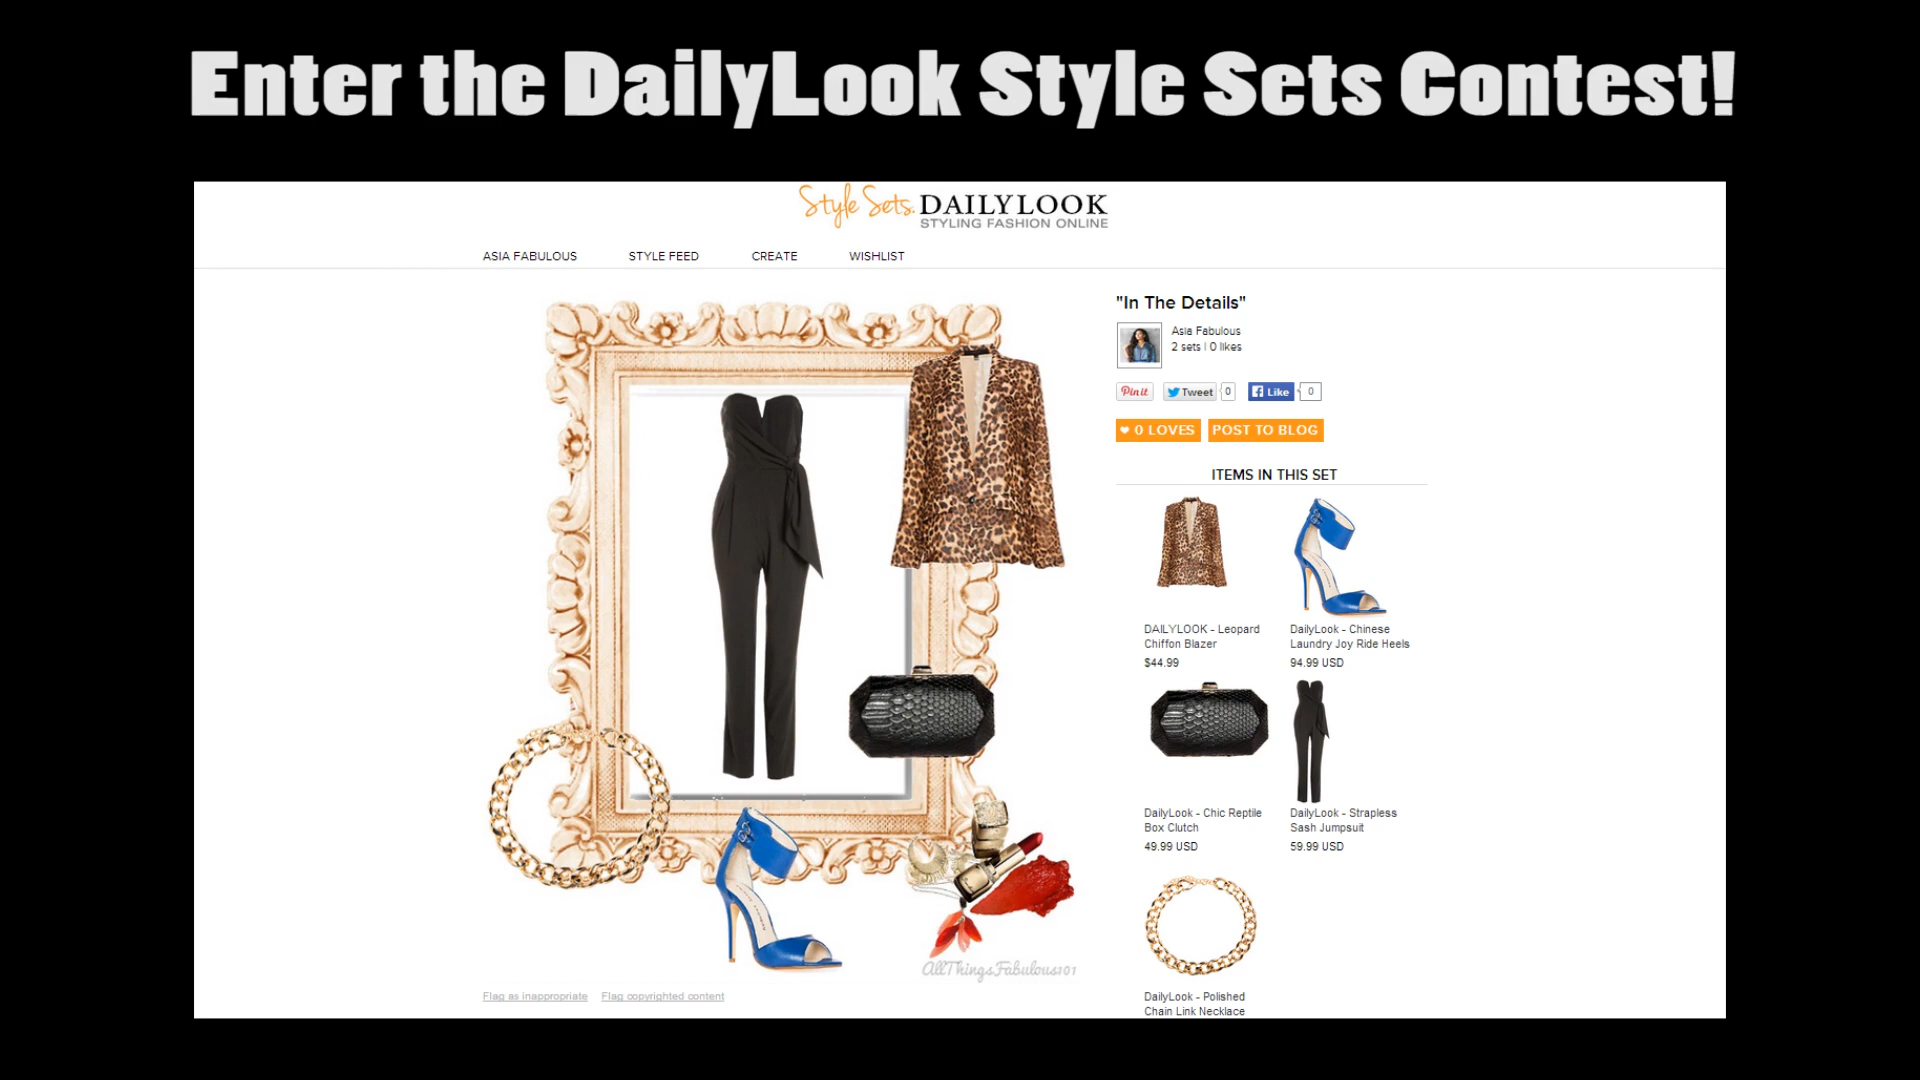 Enter the DailyLook Style Sets Contest!
Style Sets. DAILYLOOK
STYLING FASHION ONLINE
ASIA FABULOUS STYLE FEED CREATE WISHLIST
"In The Details"
Asia Fabulous
2 sets | 0 likes
Pin it Tweet 0 Like 0
0 LOVES POST TO BLOG
ITEMS IN THIS SET
DAILYLOOK - Leopard
Chiffon Blazer
$44.99
DailyLook - Chinese
Laundry Joy Ride Heels
94.99 USD
DailyLook - Chic Reptile
Box Clutch
49.99 USD
DailyLook - Strapless
Sash Jumpsuit
59.99 USD
DailyLook - Polished
Chain Link Necklace
AllThingsFabulous101
Flag as inappropriate Flag copyrighted content